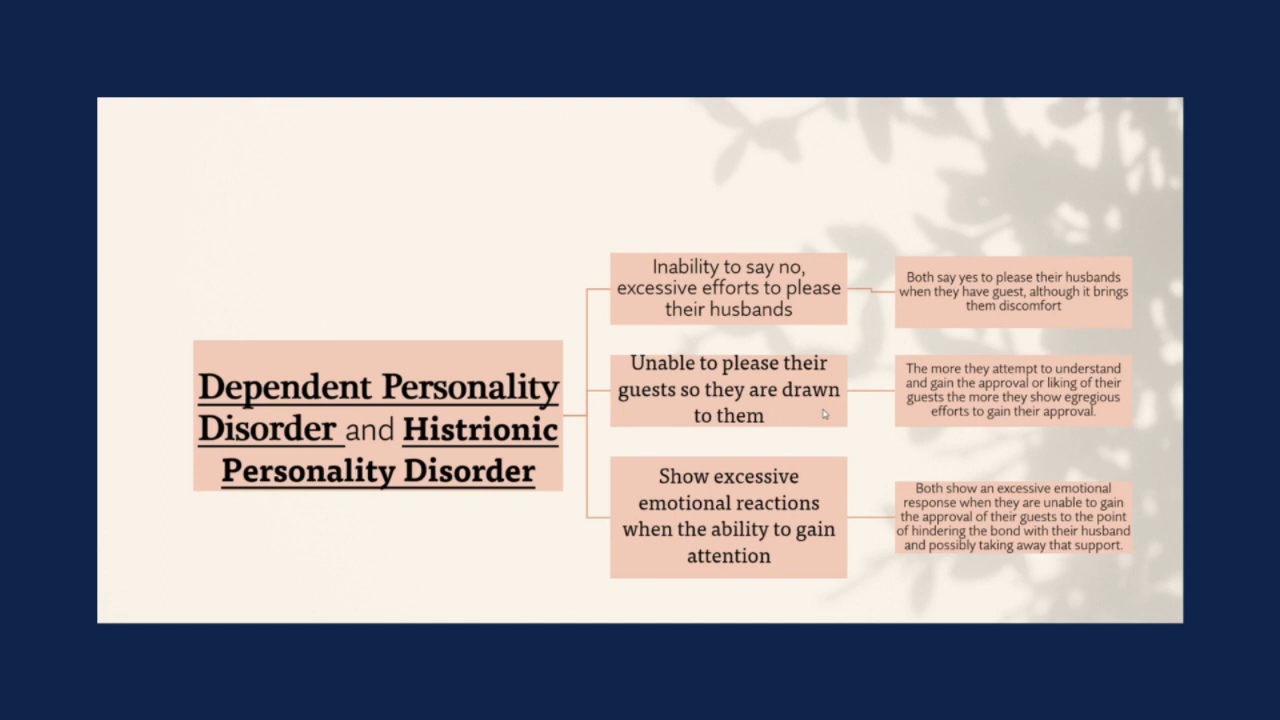 Dependent Personality
Disorder and Histrionic
Personality Disorder
Inability to say no,
excessive efforts to please
their husbands
Both say yes to please their husbands
when they have guest, although it brings
them discomfort
Unable to please their
guests so they are drawn
to them
The more they attempt to understand
and gain the approval or liking of their
guests the more they show egregious
efforts to gain their approval.
Show excessive
emotional reactions
when the ability to gain
attention
Both show an excessive emotional
response when they are unable to gain
the approval of their guests to the point
of hindering the bond with their husband
and possibly taking away that support.